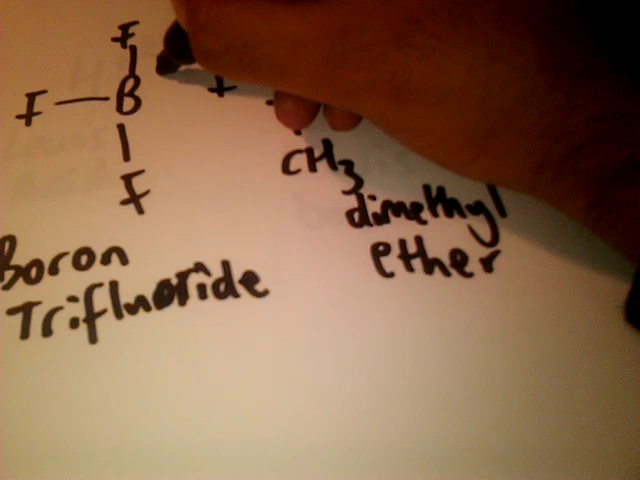 F
F — B +
F
CH3
dimethyl
ether
Boron
Trifluoride